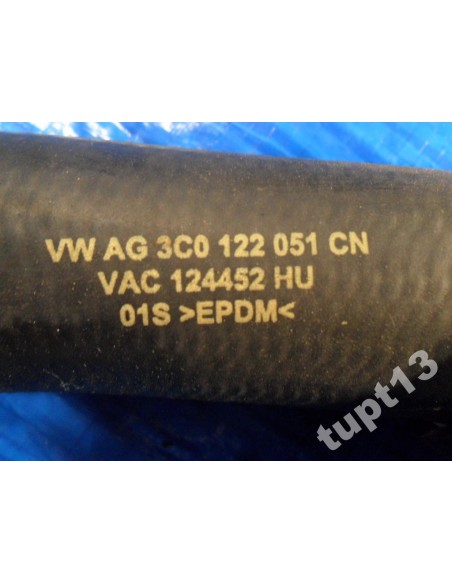 VW AG 3C0 122 051 CN
VAC 124452 HU
01S >EPDM<
tupt13